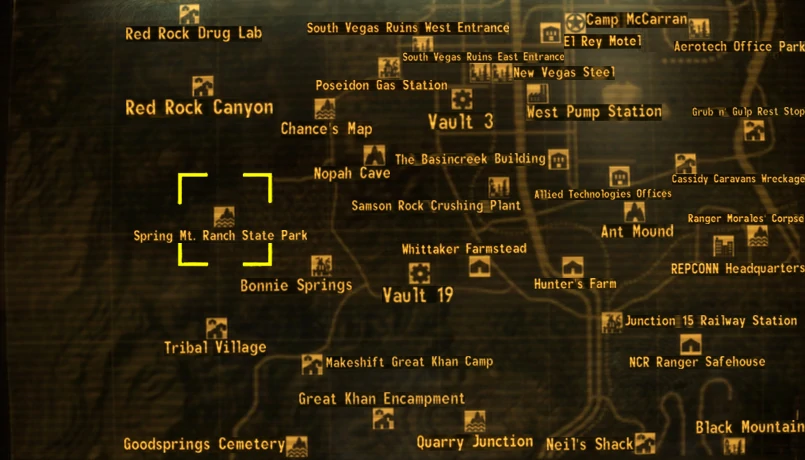 Red Rock Drug Lab
South Vegas Ruins West Entrance
Camp McCarran
El Rey Motel
Aerotech Office Park
South Vegas Ruins East Entrance
New Vegas Steel
Poseidon Gas Station
Red Rock Canyon
Chance's Map
Vault 3
West Pump Station
Grub n' Gulp Rest Stop
Nopah Cave
The Basincreek Building
Cassidy Caravans Wreckage
Allied Technologies Offices
Samson Rock Crushing Plant
Ranger Morales' Corpse
Spring Mt. Ranch State Park
Ant Mound
Whittaker Farmstead
REPCONN Headquarters
Bonnie Springs
Vault 19
Hunter's Farm
Junction 15 Railway Station
Tribal Village
Makeshift Great Khan Camp
NCR Ranger Safehouse
Great Khan Encampment
Black Mountain
Goodsprings Cemetery
Quarry Junction
Neil's Shack